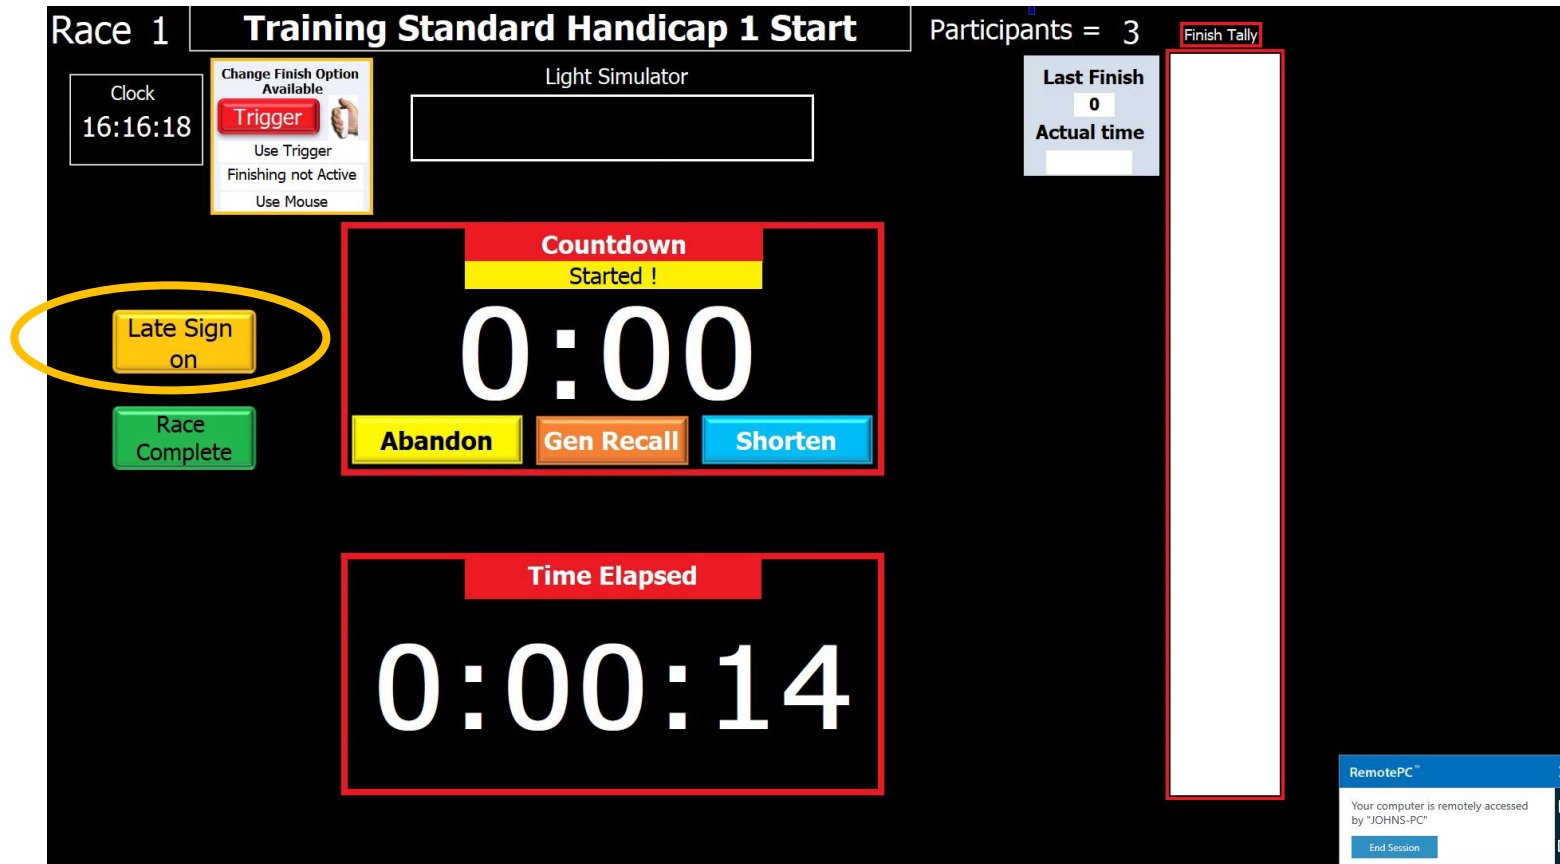 Race 1
Training Standard Handicap 1 Start
Participants = 3
Finish Tally
Clock
16:16:18
Change Finish Option
Available
Trigger
Use Trigger
Finishing not Active
Use Mouse
Light Simulator
Last Finish
0
Actual time
Countdown
Started !
0:00
Late Sign
on
Race
Complete
Abandon
Gen Recall
Shorten
Time Elapsed
0:00:14
RemotePC™
Your computer is remotely accessed
by "JOHNS-PC"
End Session